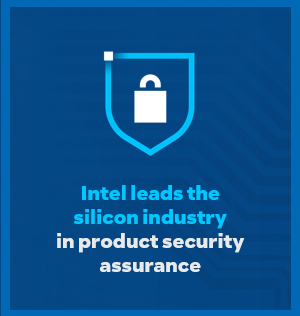 Intel leads the
silicon industry
in product security
assurance